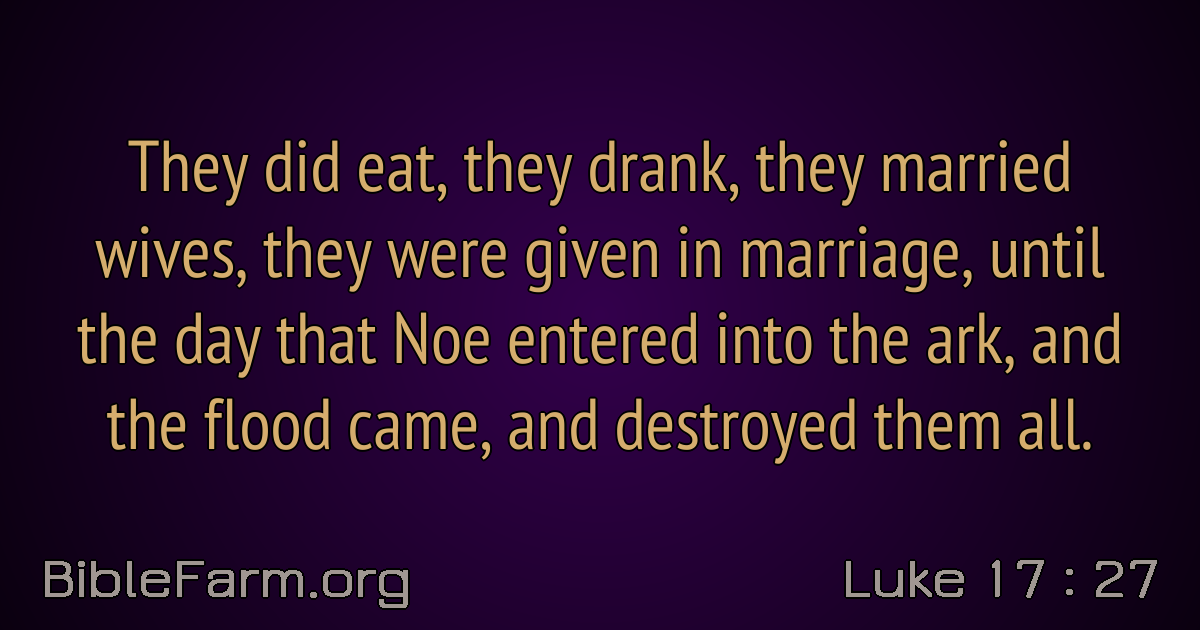 They did eat, they drank, they married
wives, they were given in marriage, until
the day that Noe entered into the ark, and
the flood came, and destroyed them all.
BibleFarm.org
Luke 17 : 27